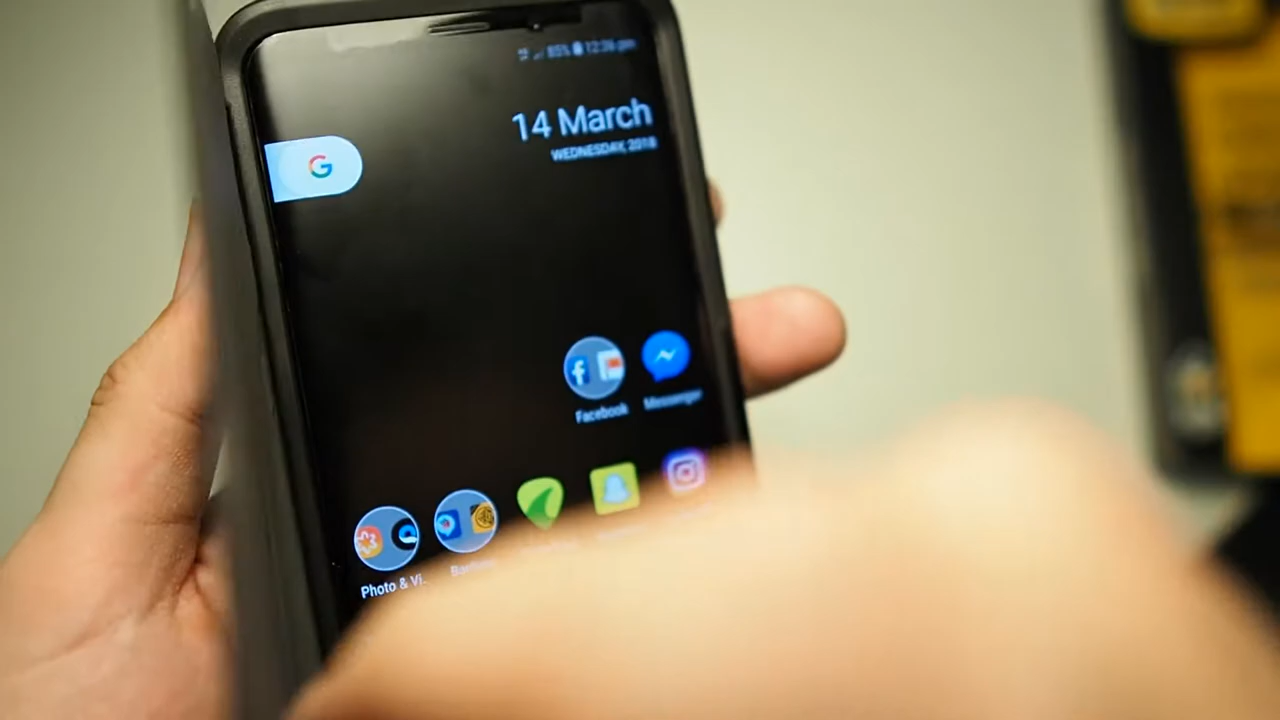 85% 12:36 pm
G
14 March
WEDNESDAY, 2018
f
Facebook
Messenger
Photo & Vi..